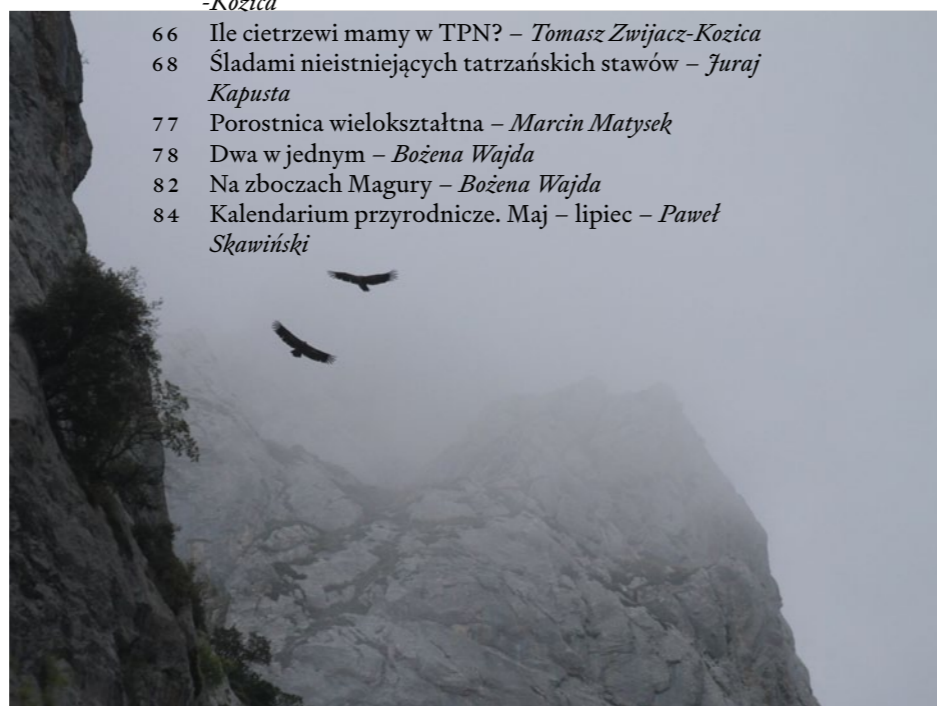 -Kozica
66 Ile cietrzewi mamy w TPN? – Tomasz Zwijacz-Kozica
68 Śladami nieistniejących tatrzańskich stawów – Juraj
Kapusta
77 Porostnica wielokształtna – Marcin Matysek
78 Dwa w jednym – Bożena Wajda
82 Na zboczach Magury – Bożena Wajda
84 Kalendarium przyrodnicze. Maj – lipiec – Paweł
Skawiński